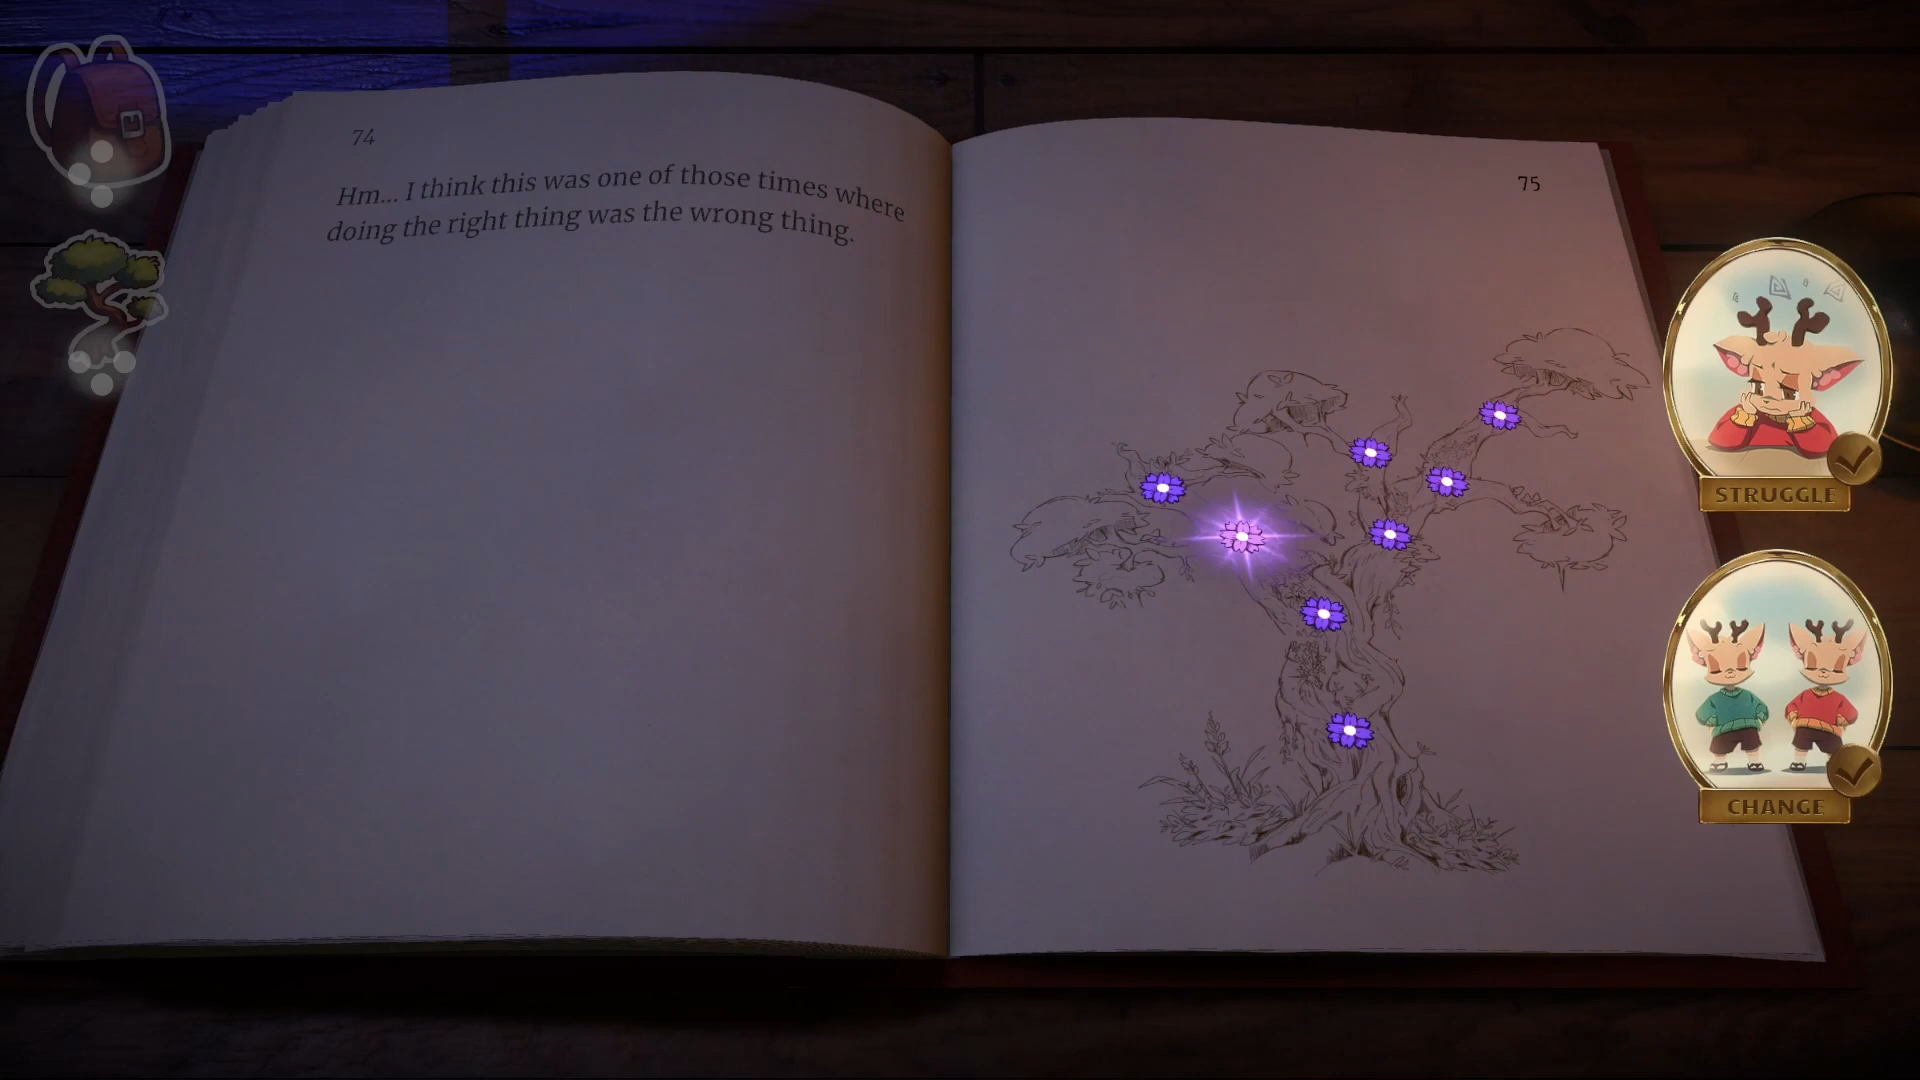 74
Hm... I think this was one of those times where
doing the right thing was the wrong thing.
75
STRUGGLE
CHANGE